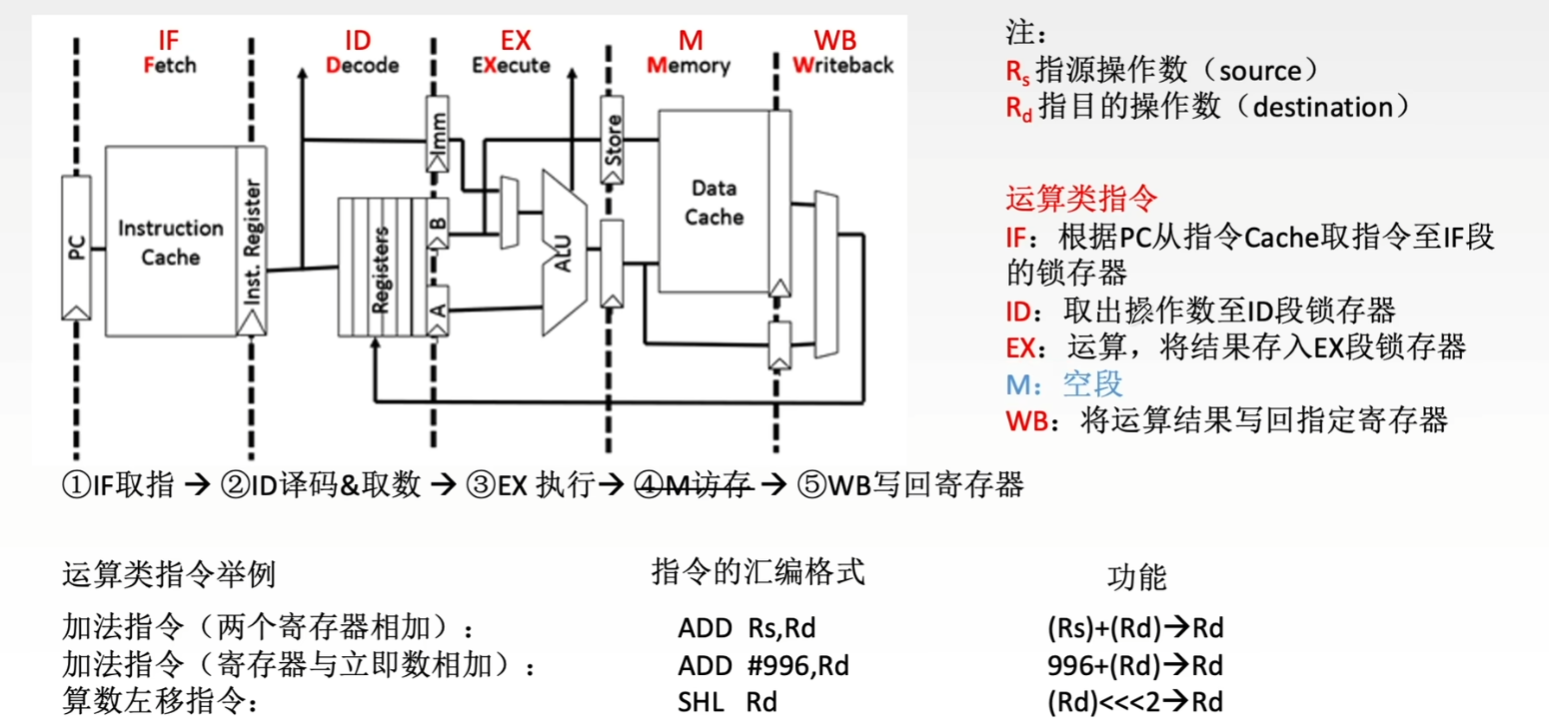 IF
Fetch
ID
Decode
EX
EXecute
M
Memory
WB
Writeback
PC
Instruction
Cache
Inst. Register
Registers
Imm
B
A
ALU
Store
Data
Cache
注：
Rs 指源操作数（source）
Rd 指目的操作数（destination）
运算类指令
IF：根据PC从指令Cache取指令至IF段
的锁存器
ID：取出操作数至ID段锁存器
EX：运算，将结果存入EX段锁存器
M：空段
WB：将运算结果写回指定寄存器
①IF取指 → ②ID译码&取数 → ③EX 执行→ ④M访存 → ⑤WB写回寄存器
运算类指令举例 指令的汇编格式 功能
加法指令（两个寄存器相加）： ADD Rs,Rd (Rs)+(Rd)→Rd
加法指令（寄存器与立即数相加）： ADD #996,Rd 996+(Rd)→Rd
算数左移指令： SHL Rd (Rd)<<<2→Rd